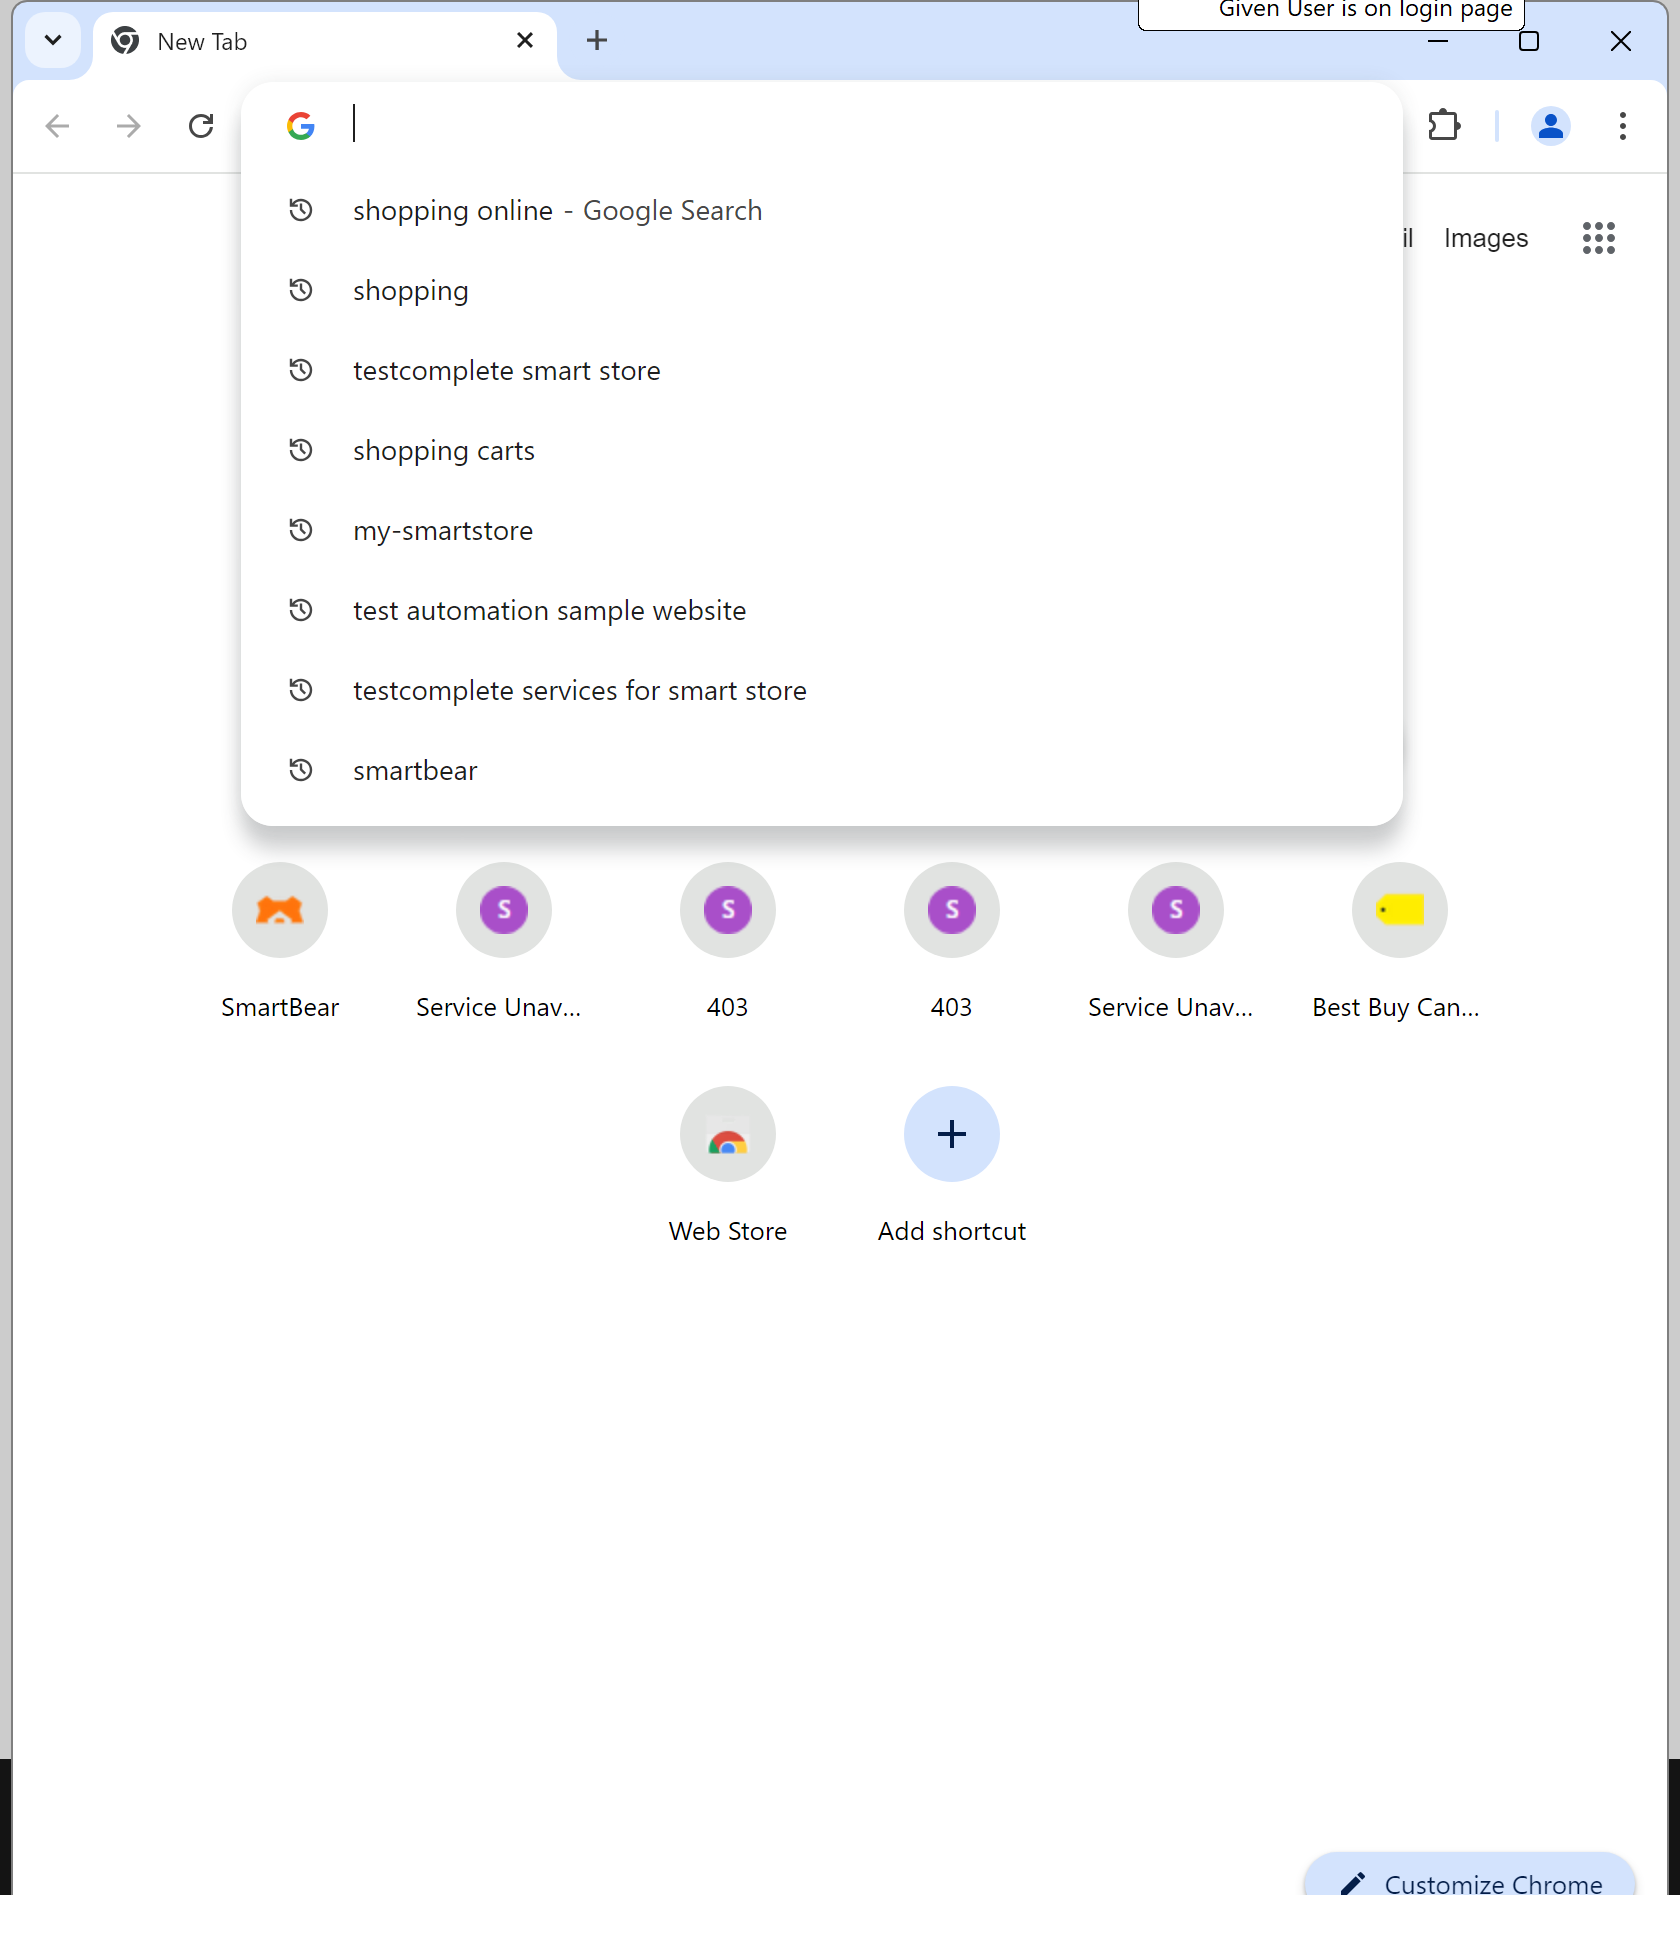 Given User is on login page
New Tab
shopping online - Google Search
il Images
shopping
testcomplete smart store
shopping carts
my-smartstore
test automation sample website
testcomplete services for smart store
smartbear
S S S
SmartBear Service Unav... 403 403 Service Unav... Best Buy Can...
Web Store Add shortcut
Customize Chrome